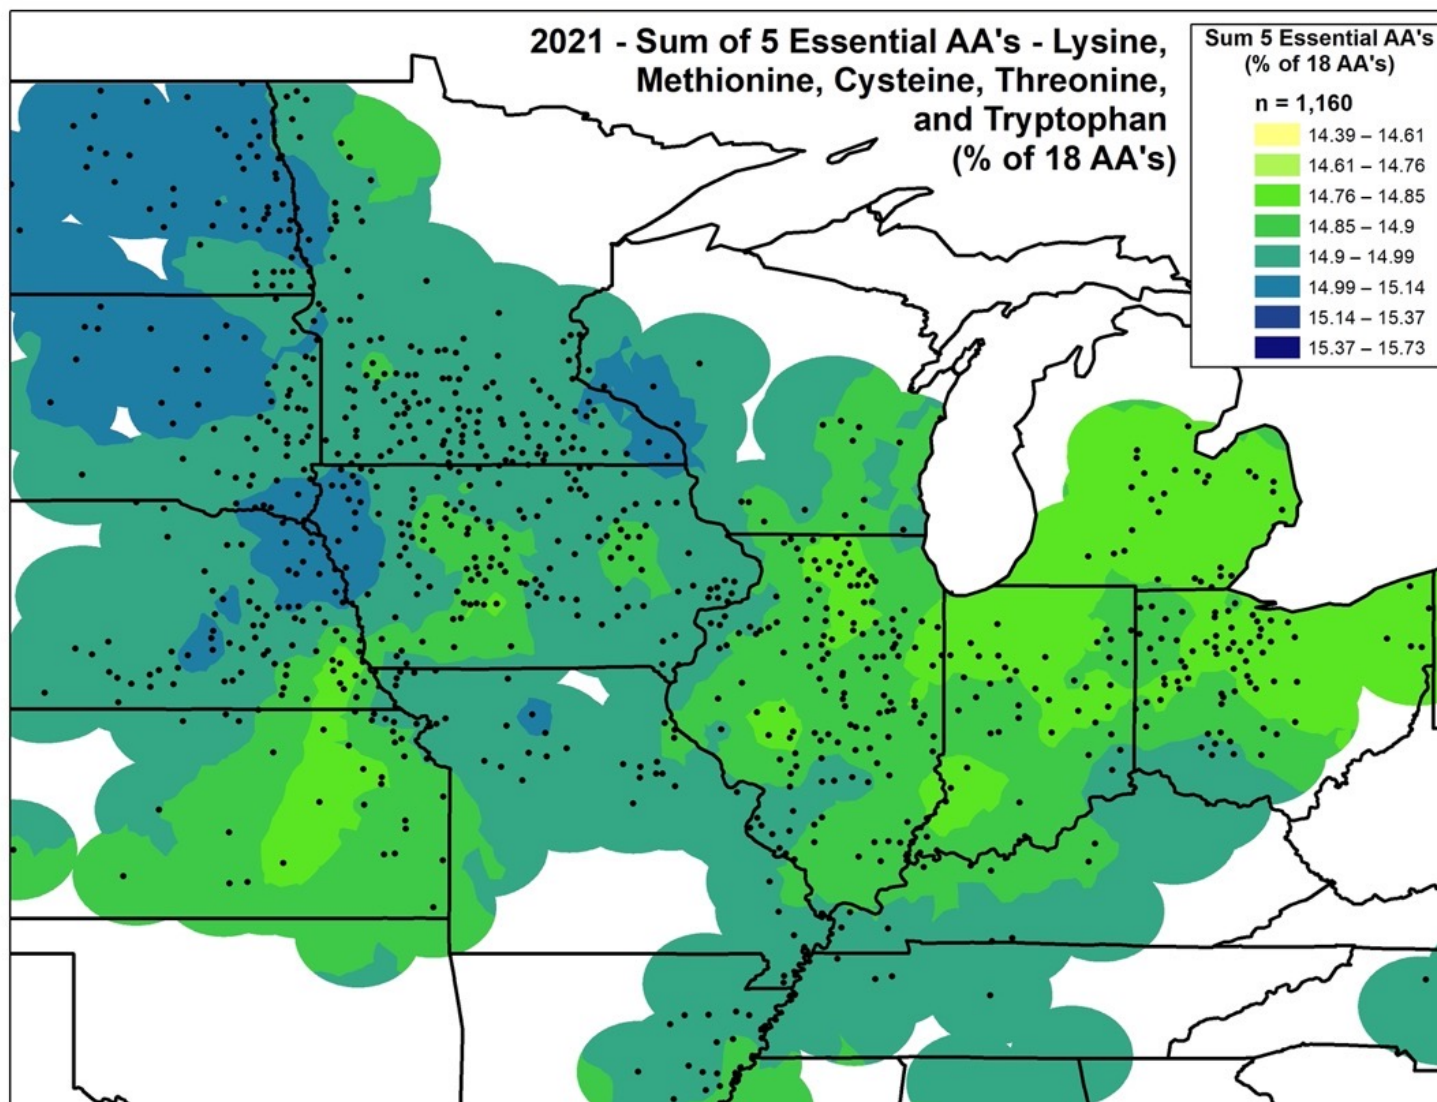 2021 - Sum of 5 Essential AA's - Lysine,
Methionine, Cysteine, Threonine,
and Tryptophan
(% of 18 AA's)
Sum 5 Essential AA's
(% of 18 AA's)
n = 1,160
14.39 – 14.61
14.61 – 14.76
14.76 – 14.85
14.85 – 14.9
14.9 – 14.99
14.99 – 15.14
15.14 – 15.37
15.37 – 15.73